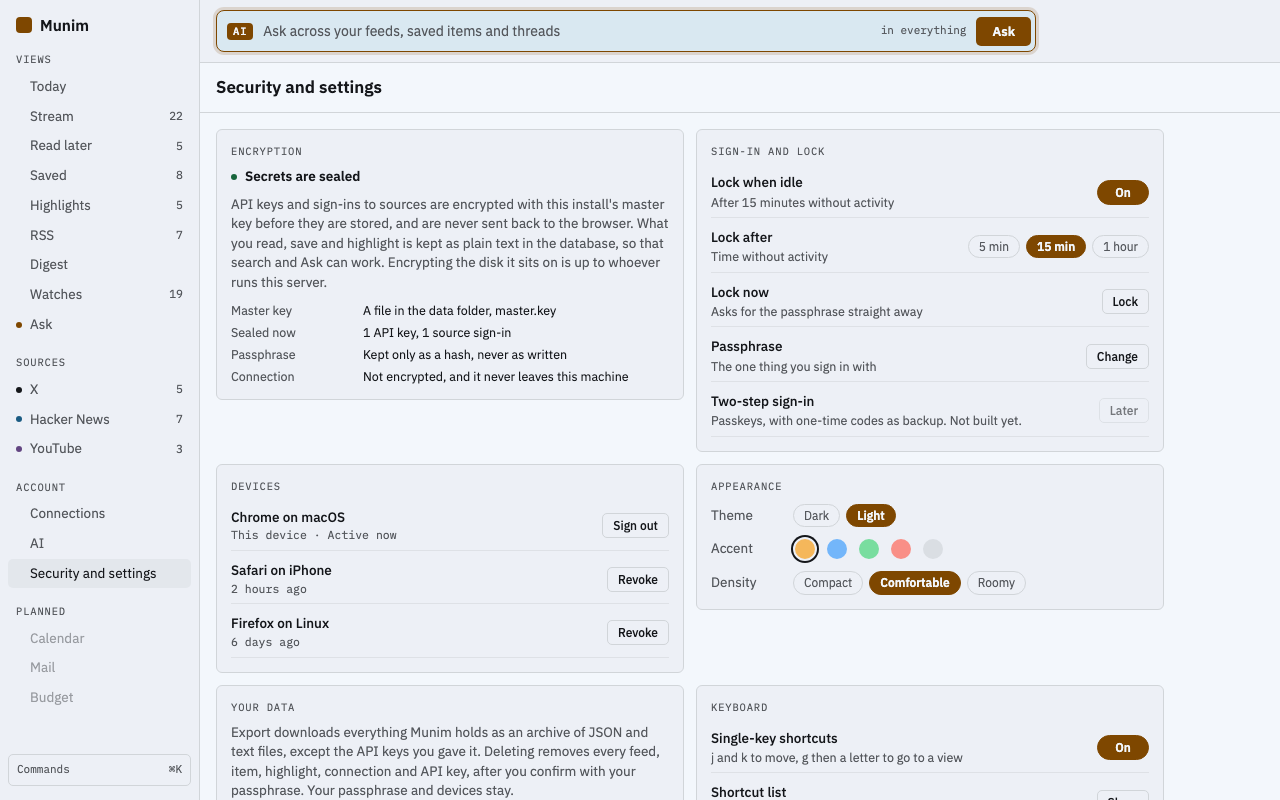 Munim
VIEWS
Today
Stream 22
Read later 5
Saved 8
Highlights 5
RSS 7
Digest
Watches 19
Ask
SOURCES
X 5
Hacker News 7
YouTube 3
ACCOUNT
Connections
AI
Security and settings
PLANNED
Calendar
Mail
Budget
Commands ⌘K
AI Ask across your feeds, saved items and threads in everything Ask
Security and settings
ENCRYPTION
Secrets are sealed
API keys and sign-ins to sources are encrypted with this install's master
key before they are stored, and are never sent back to the browser. What
you read, save and highlight is kept as plain text in the database, so that
search and Ask can work. Encrypting the disk it sits on is up to whoever
runs this server.
Master key A file in the data folder, master.key
Sealed now 1 API key, 1 source sign-in
Passphrase Kept only as a hash, never as written
Connection Not encrypted, and it never leaves this machine
SIGN-IN AND LOCK
Lock when idle On
After 15 minutes without activity
Lock after 5 min 15 min 1 hour
Time without activity
Lock now Lock
Asks for the passphrase straight away
Passphrase Change
The one thing you sign in with
Two-step sign-in Later
Passkeys, with one-time codes as backup. Not built yet.
DEVICES
Chrome on macOS Sign out
This device · Active now
Safari on iPhone Revoke
2 hours ago
Firefox on Linux Revoke
6 days ago
APPEARANCE
Theme Dark Light
Accent
Density Compact Comfortable Roomy
YOUR DATA
Export downloads everything Munim holds as an archive of JSON and
text files, except the API keys you gave it. Deleting removes every feed,
item, highlight, connection and API key, after you confirm with your
passphrase. Your passphrase and devices stay.
KEYBOARD
Single-key shortcuts On
j and k to move, g then a letter to go to a view
Shortcut list